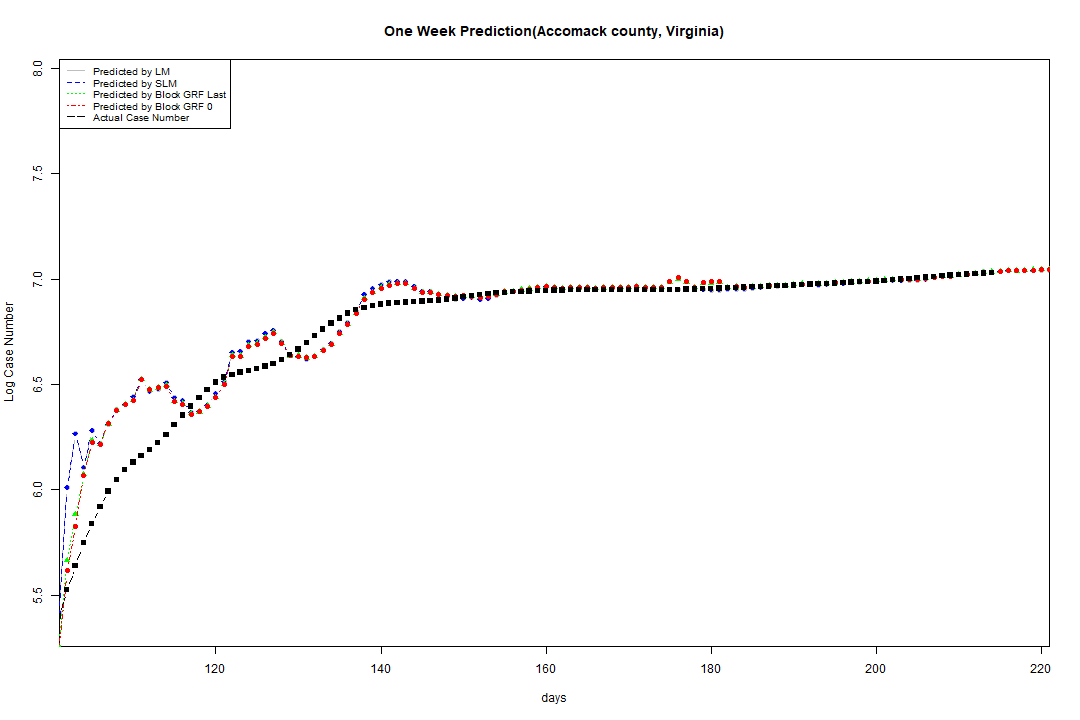 One Week Prediction(Accomack county, Virginia)
Predicted by LM
Predicted by SLM
Predicted by Block GRF Last
Predicted by Block GRF 0
Actual Case Number
8.0
7.5
7.0
6.5
6.0
5.5
Log Case Number
120 140 160 180 200 220
days